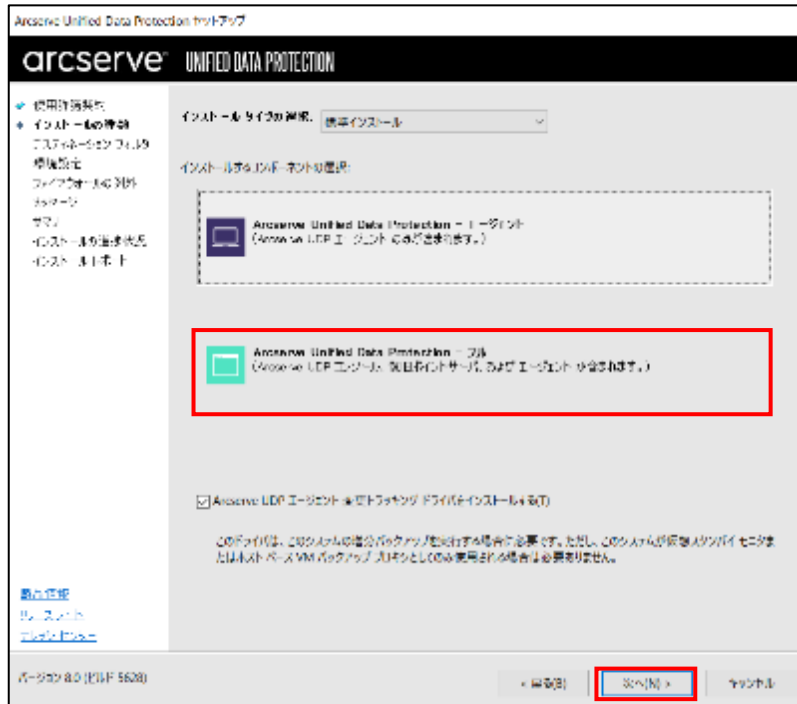 Arcserve Unified Data Protection セットアップ
arcserve UNIFIED DATA PROTECTION
使用許諾契約
インストールの種類
デスティネーション フォルダ
環境設定
ファイアウォールの例外
メッセージ
サマリ
インストールの進捗状況
インストール レポート
インストール タイプの選択: 標準インストール
インストールするコンポーネントの選択:
Arcserve Unified Data Protection - エージェント
(Arcserve UDP エージェント のみが含まれます。)
Arcserve Unified Data Protection - フル
(Arcserve UDP コンソール、復旧ポイント サーバ、および エージェント が含まれます。)
Arcserve UDP エージェント 変更トラッキング ドライバをインストールする(T)
このドライバは、このシステムの増分バックアップを実行する場合に必要です。ただし、このシステムが仮想スタンバイ モニタま
たはホスト ベース VM バックアップ プロキシとしてのみ使用される場合は必要ありません。
製品情報
リリース ノート
ナレッジ センター
バージョン 8.0 (ビルド 5628)
< 戻る(B) 次へ(N) > キャンセル